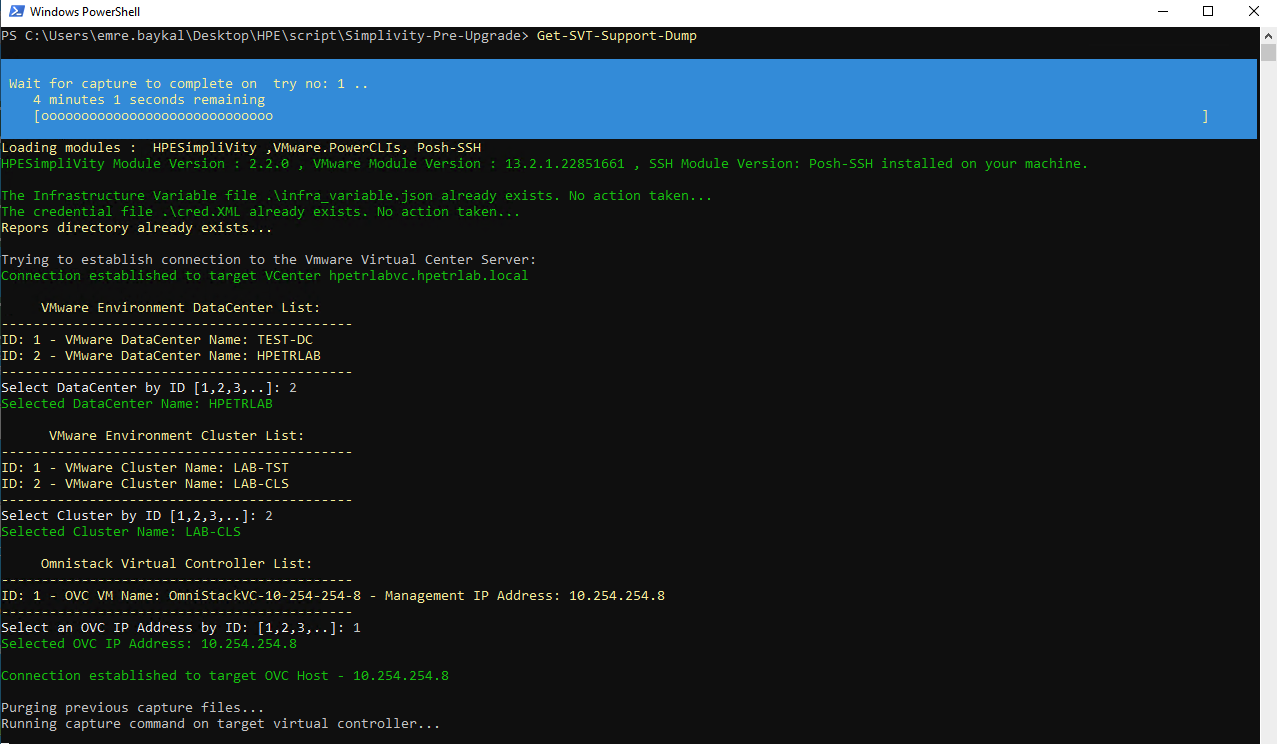 Windows PowerShell
PS C:\Users\emre.baykal\Desktop\HPE\script\Simplivity-Pre-Upgrade> Get-SVT-Support-Dump
Wait for capture to complete on  try no: 1 ..
4 minutes 1 seconds remaining
[ooooooooooooooooooooooooooooo ]
Loading modules :  HPESimpliVity ,VMware.PowerCLIs, Posh-SSH
HPESimpliVity Module Version : 2.2.0 , VMware Module Version : 13.2.1.22851661 , SSH Module Version: Posh-SSH installed on your machine.
The Infrastructure Variable file .\infra_variable.json already exists. No action taken...
The credential file .\cred.XML already exists. No action taken...
Repors directory already exists...
Trying to establish connection to the Vmware Virtual Center Server:
Connection established to target VCenter hpetrlabvc.hpetrlab.local
VMware Environment DataCenter List:
--------------------------------------------
ID: 1 - VMware DataCenter Name: TEST-DC
ID: 2 - VMware DataCenter Name: HPETRLAB
--------------------------------------------
Select DataCenter by ID [1,2,3,..]: 2
Selected DataCenter Name: HPETRLAB
VMware Environment Cluster List:
--------------------------------------------
ID: 1 - VMware Cluster Name: LAB-TST
ID: 2 - VMware Cluster Name: LAB-CLS
--------------------------------------------
Select Cluster by ID [1,2,3,..]: 2
Selected Cluster Name: LAB-CLS
Omnistack Virtual Controller List:
--------------------------------------------
ID: 1 - OVC VM Name: OmniStackVC-10-254-254-8 - Management IP Address: 10.254.254.8
--------------------------------------------
Select an OVC IP Address by ID: [1,2,3,..]: 1
Selected OVC IP Address: 10.254.254.8
Connection established to target OVC Host - 10.254.254.8
Purging previous capture files...
Running capture command on target virtual controller...